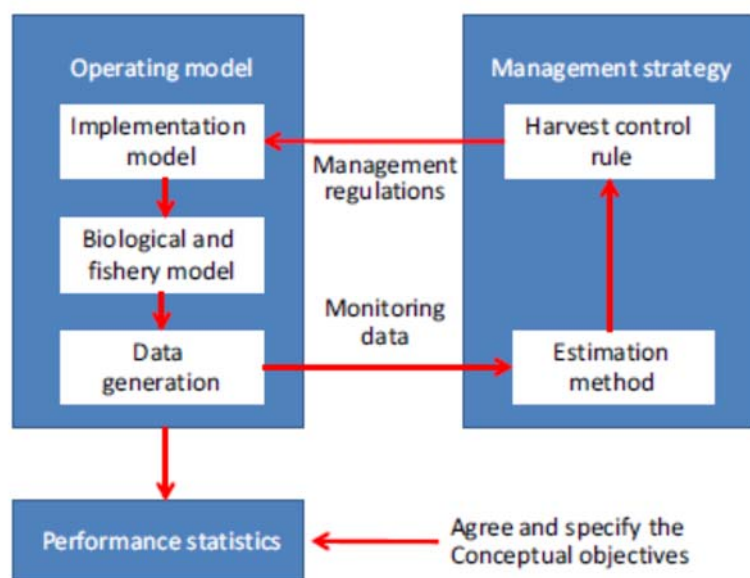 Operating model
Implementation
model
Biological and
fishery model
Data
generation
Management
regulations
Monitoring
data
Management strategy
Harvest control
rule
Estimation
method
Performance statistics
Agree and specify the
Conceptual objectives